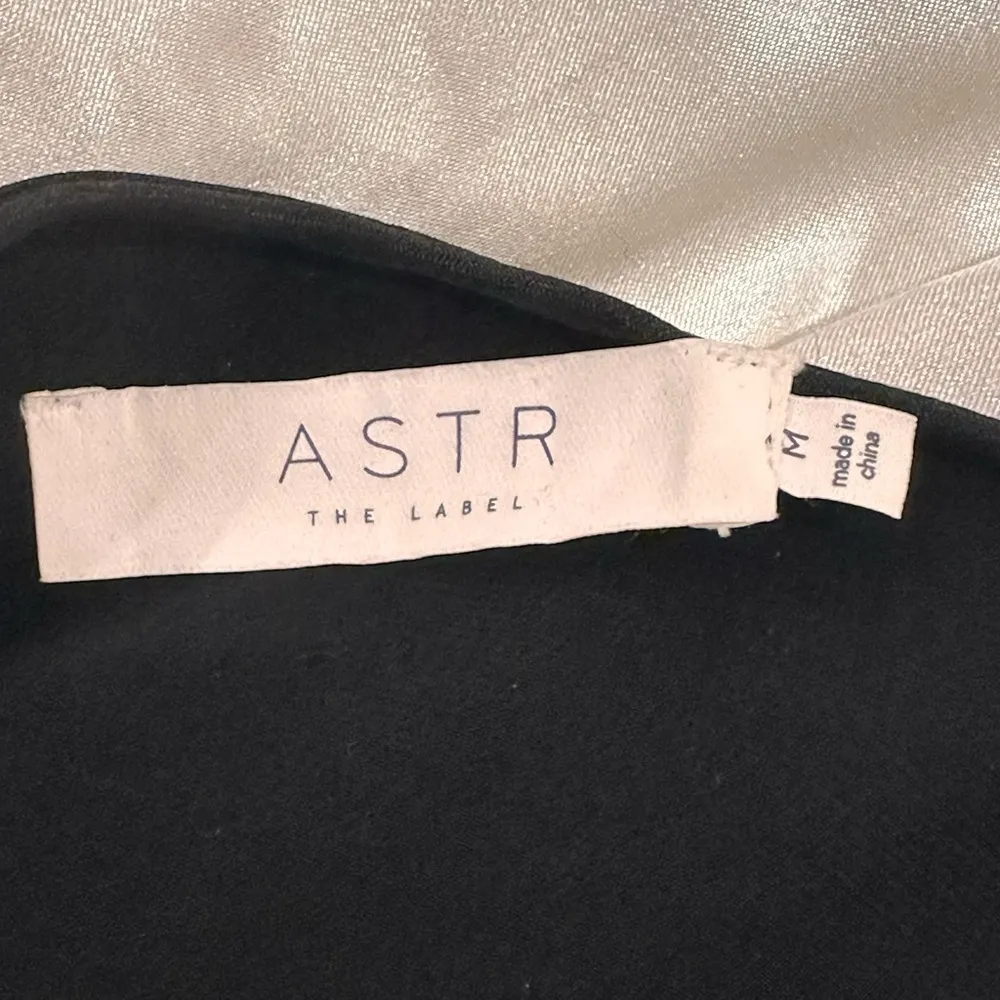 ASTR
THE LABEL
M
made in
china